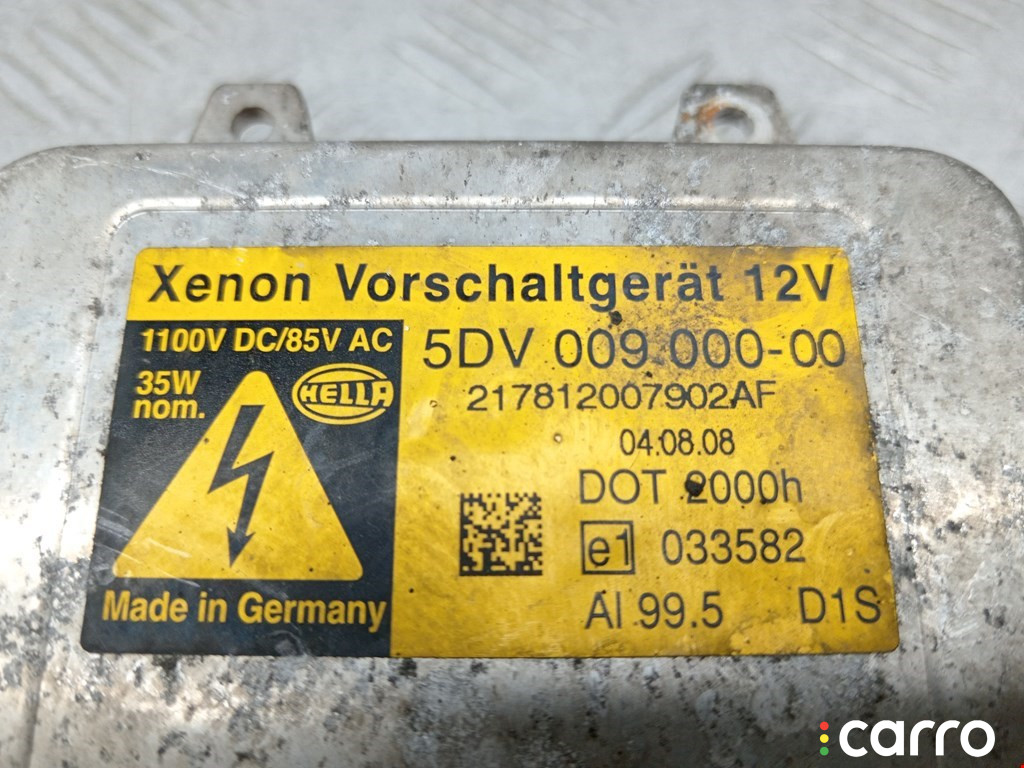 Xenon Vorschaltgerät 12V
1100V DC/85V AC
35W
nom.
HELLA
Made in Germany
5DV 009 000-00
217812007902AF
04.08.08
DOT 2000h
e1 033582
Al 99.5 D1S
carro